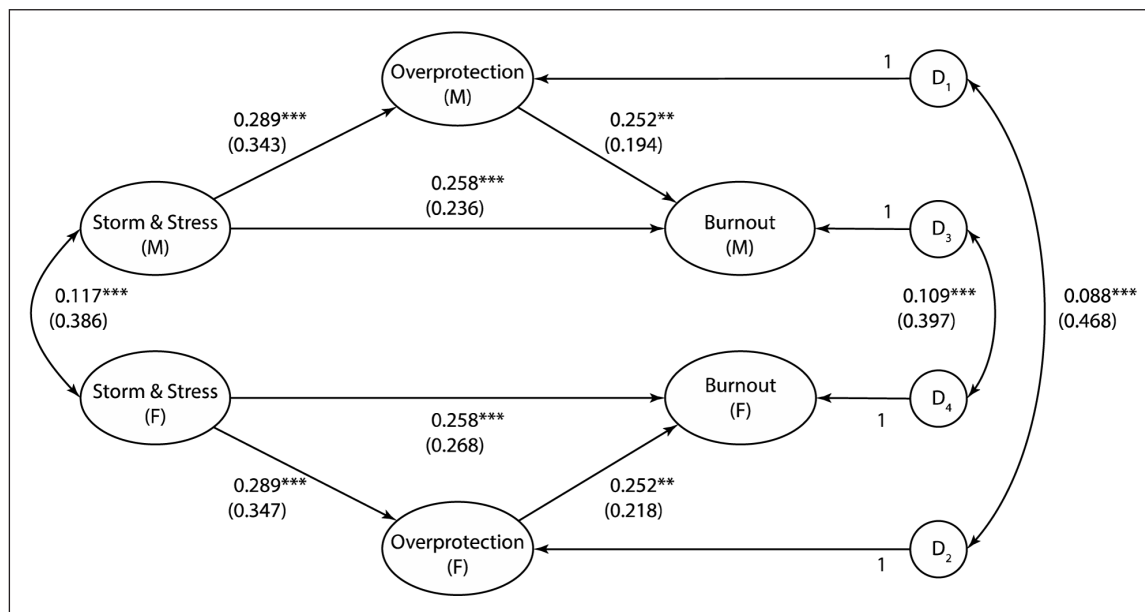 Overprotection
(M)
1
D₁
0.289***
(0.343)
0.252**
(0.194)
0.258***
(0.236)
Storm & Stress
(M)
Burnout
(M)
1
D₃
0.117***
(0.386)
0.109***
(0.397)
0.088***
(0.468)
Storm & Stress
(F)
Burnout
(F)
1
D₄
0.258***
(0.268)
0.289***
(0.347)
0.252**
(0.218)
Overprotection
(F)
1
D₂